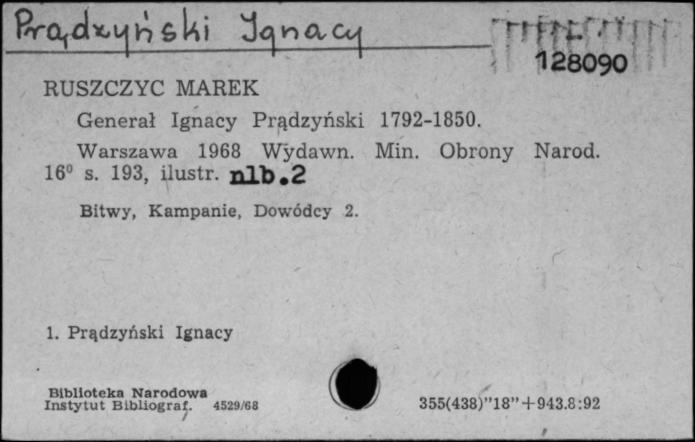 Prądzyński Ignacy
128090
RUSZCZYC MAREK
Generał Ignacy Prądzyński 1792-1850.
Warszawa 1968 Wydawn. Min. Obrony Narod.
16⁰ s. 193, ilustr. nlb.2
Bitwy, Kampanie, Dowódcy 2.
1. Prądzyński Ignacy
Biblioteka Narodowa
Instytut Bibliograf. 4529/68
355(438)"18"+943.8:92